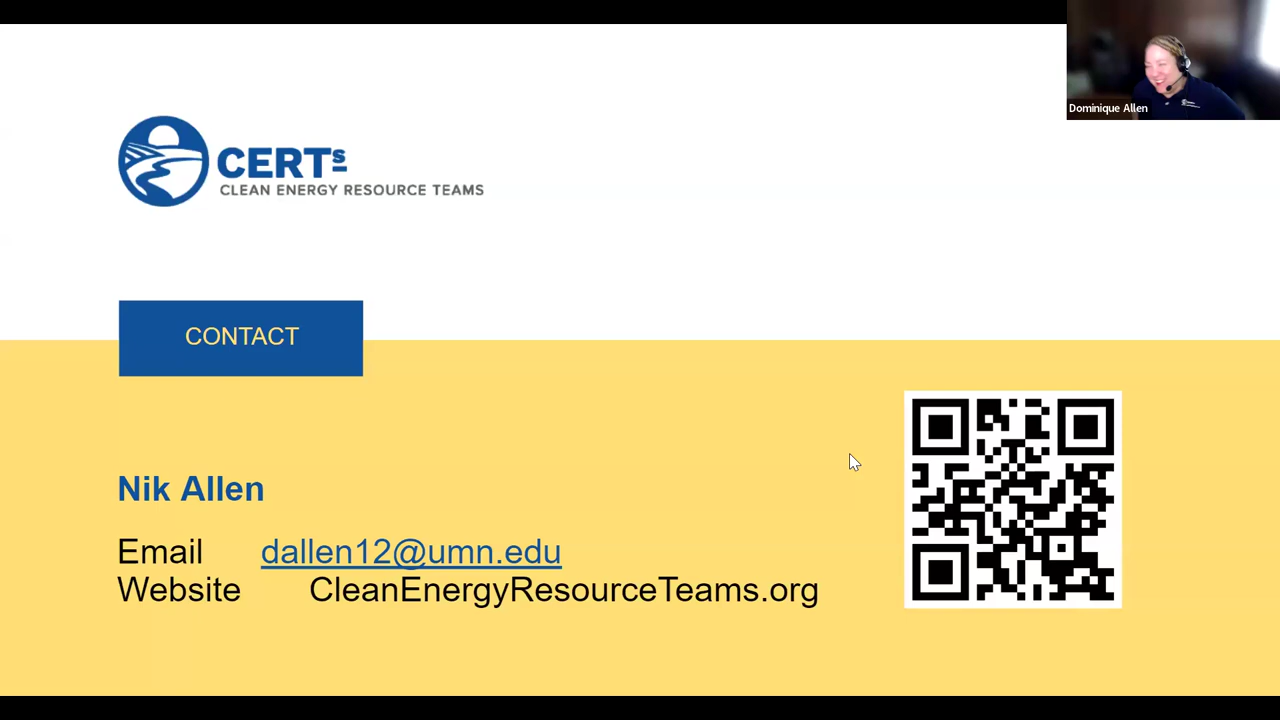 Dominique Allen
CERTs
CLEAN ENERGY RESOURCE TEAMS
CONTACT
Nik Allen
Email dallen12@umn.edu
Website CleanEnergyResourceTeams.org